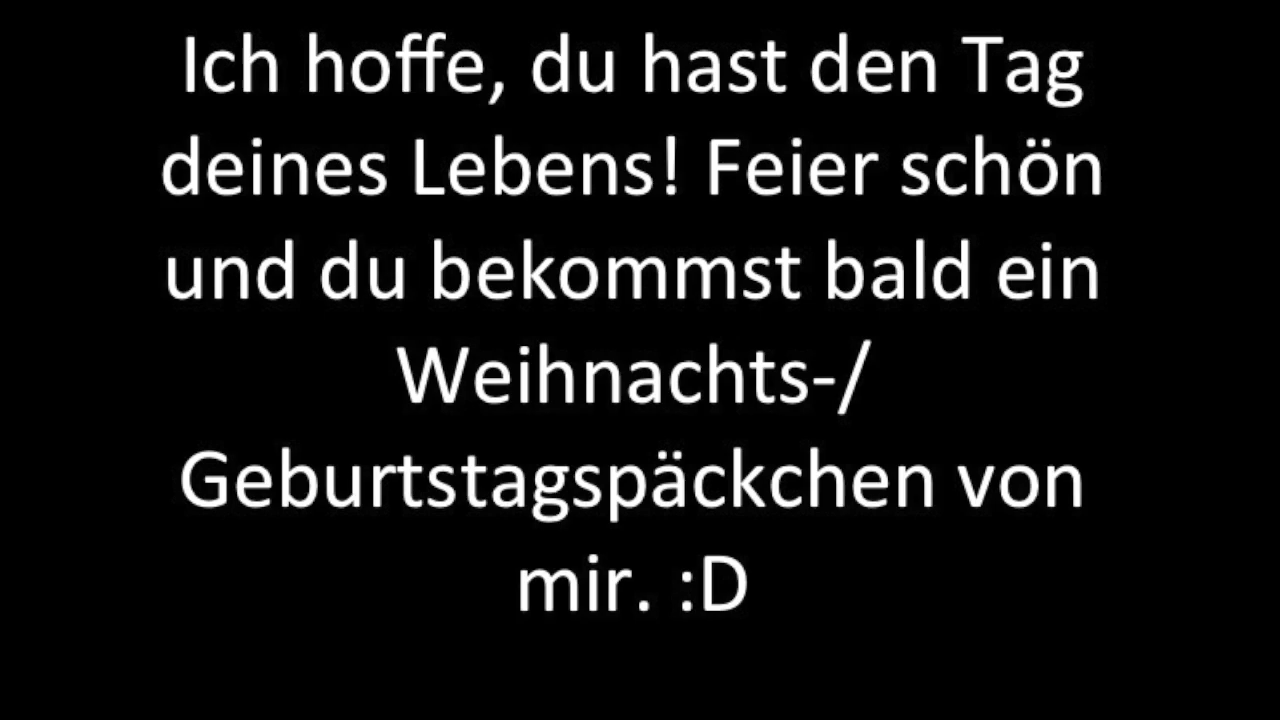 Ich hoffe, du hast den Tag
deines Lebens! Feier schön
und du bekommst bald ein
Weihnachts-/
Geburtstagspäckchen von
mir. :D